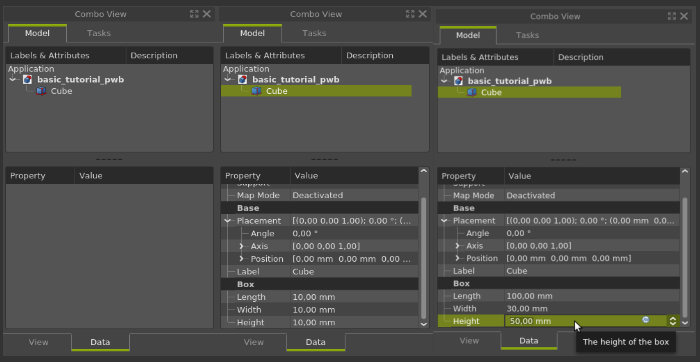 Combo View
Model
Tasks
Labels & Attributes
Description
Application
basic_tutorial_pwb
Cube
Property
Value
View
Data
Combo View
Model
Tasks
Labels & Attributes
Description
Application
basic_tutorial_pwb
Cube
Property
Value
Support
Map Mode
Deactivated
Base
Placement
[(0,00 0,00 1,00); 0,00 °; (...
Angle
0,00 °
Axis
[0,00 0,00 1,00]
Position
[0,00 mm 0,00 mm 0,00 ...
Label
Cube
Box
Length
10,00 mm
Width
10,00 mm
Height
10,00 mm
View
Data
Combo View
Model
Tasks
Labels & Attributes
Description
Application
basic_tutorial_pwb
Cube
Property
Value
Support
Map Mode
Deactivated
Base
Placement
[(0,00 0,00 1,00); 0,00 °; (0,00 mm 0,0...
Angle
0,00 °
Axis
[0,00 0,00 1,00]
Position
[0,00 mm 0,00 mm 0,00 mm]
Label
Cube
Box
Length
100,00 mm
Width
30,00 mm
Height
50,00 mm
View
Data
The height of the box